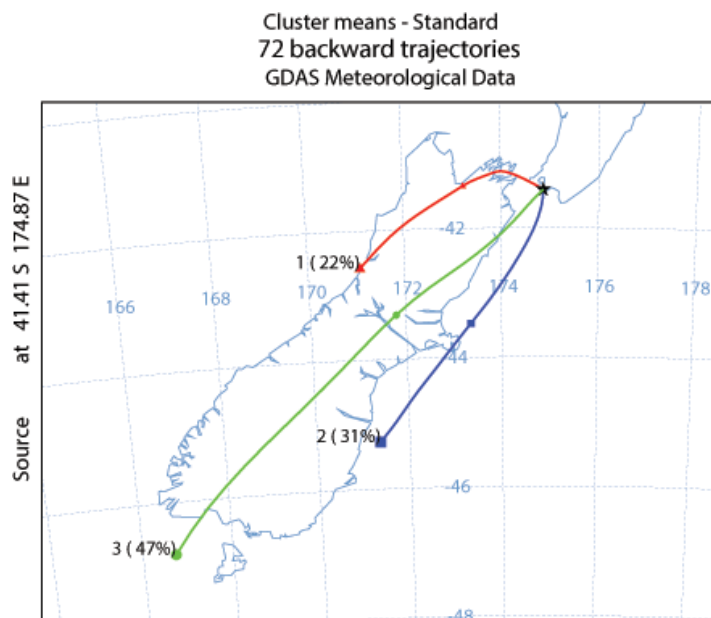 Cluster means - Standard
72 backward trajectories
GDAS Meteorological Data
Source at 41.41 S 174.87 E
-42
1 ( 22%)
166
168
170
172
174
176
178
-44
2 ( 31%)
-46
3 ( 47%)
-48